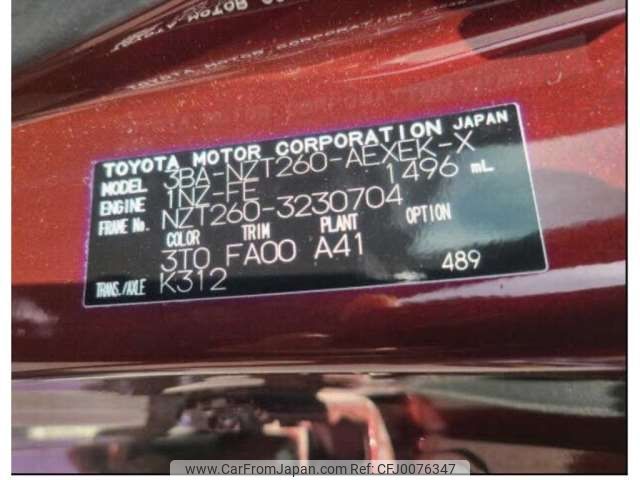 TOYOTA MOTOR CORPORATION JAPAN
MODEL 3BA-NZT260-AEXEK-X
ENGINE 1NZ-FE 1496 mL
FRAME No. NZT260-3230704
COLOR TRIM PLANT OPTION
3T0 FA00 A41
TRANS./AXLE K312 489
www.CarFromJapan.com Ref:CFJ00076347